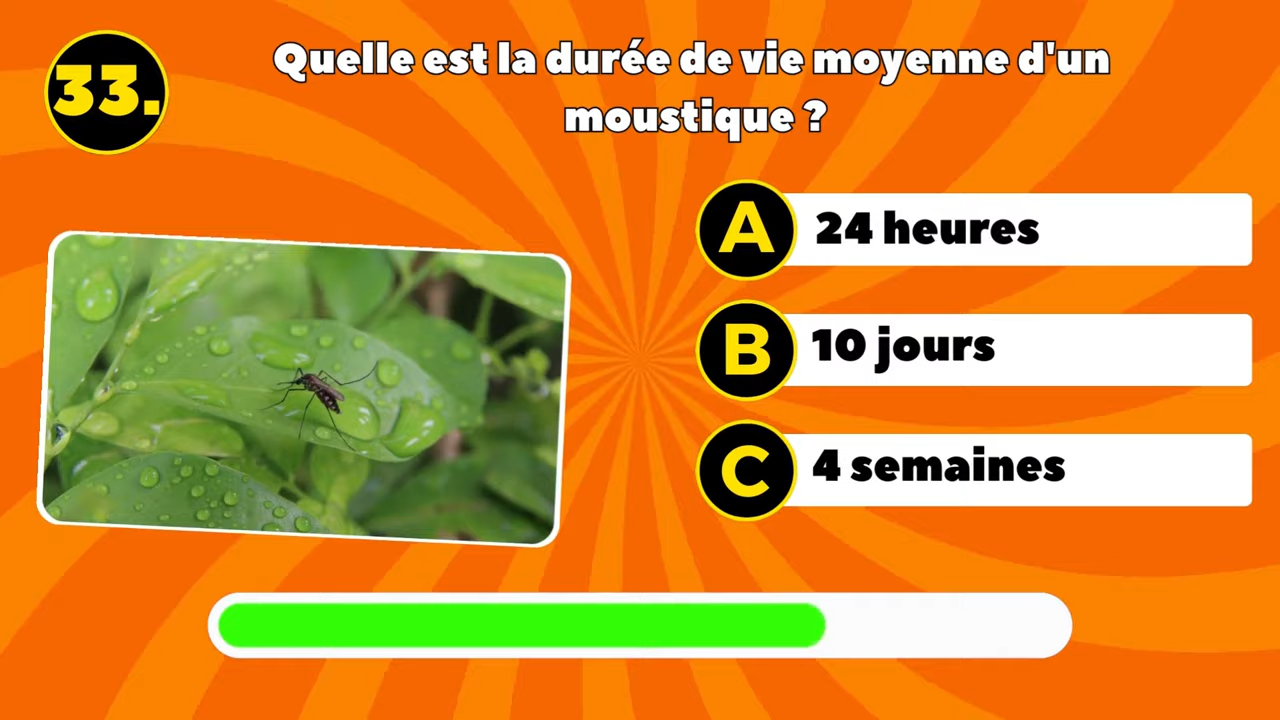 33.
Quelle est la durée de vie moyenne d'un
moustique ?
A 24 heures
B 10 jours
C 4 semaines